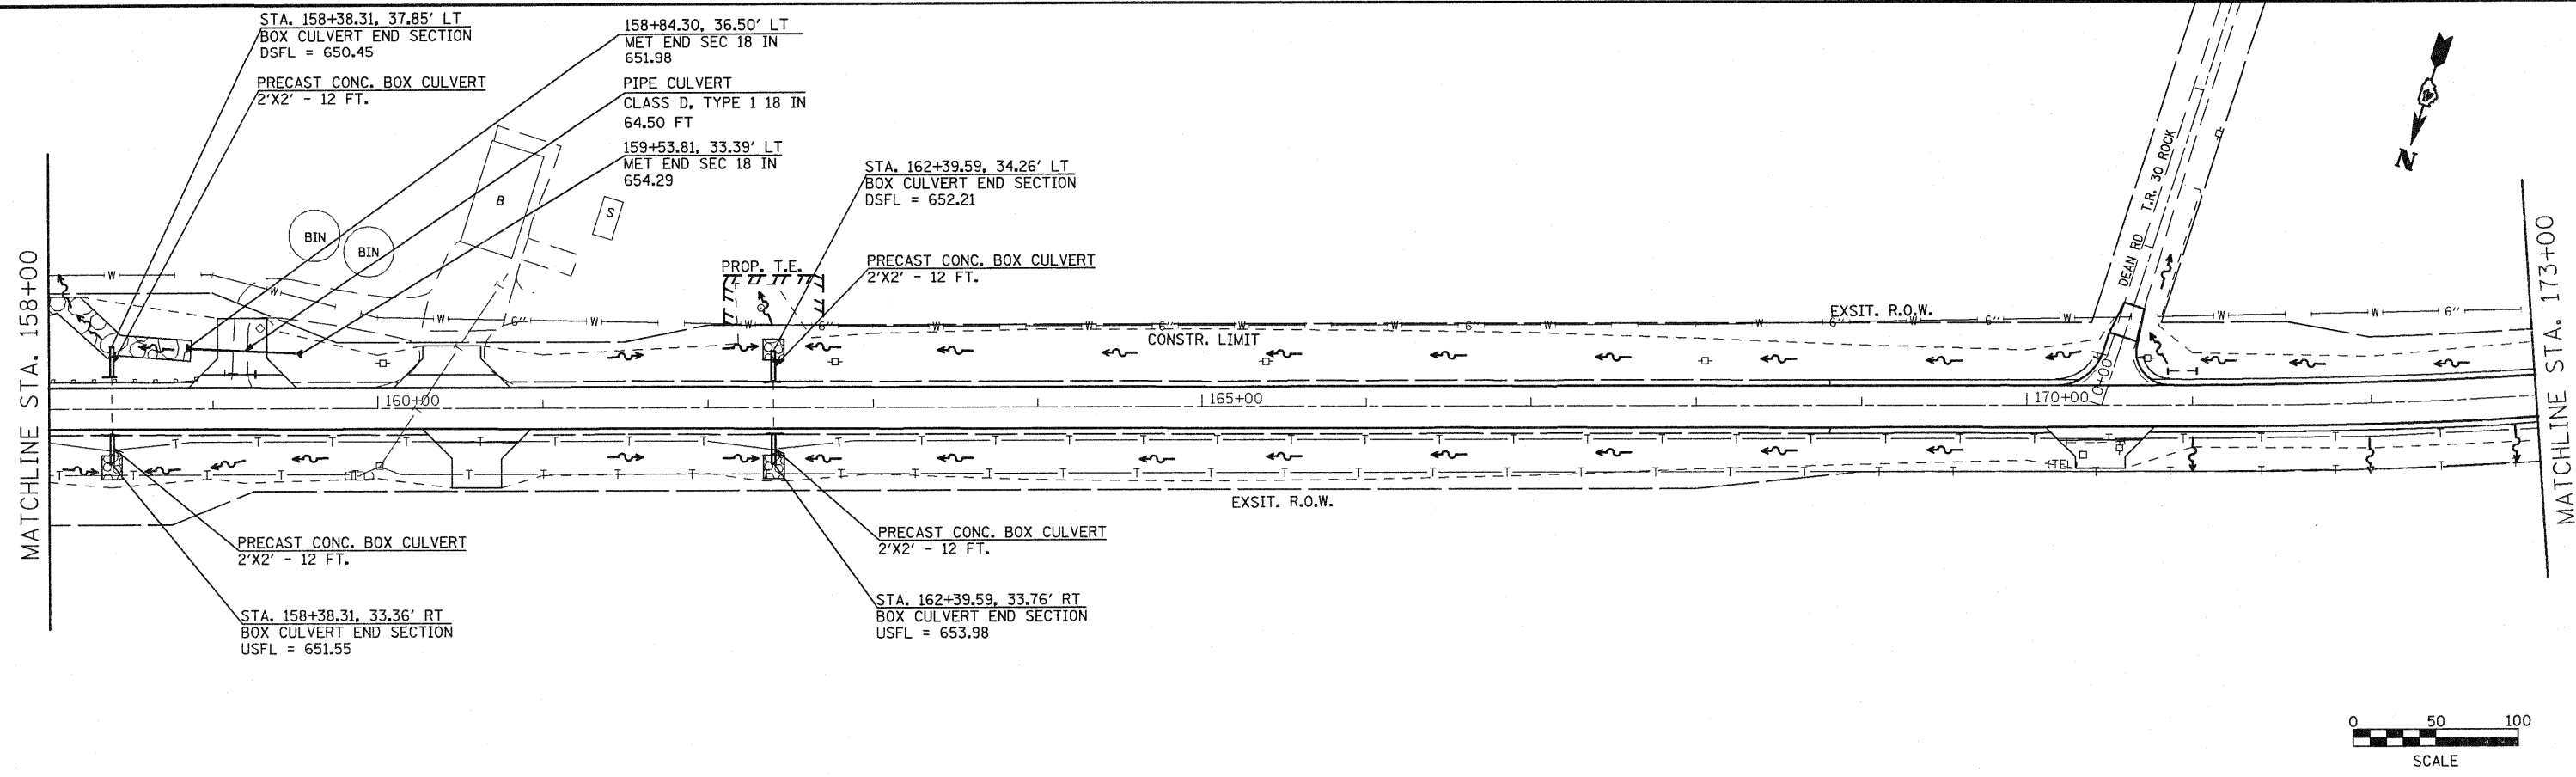 STA. 158+38.31, 37.85' LT
BOX CULVERT END SECTION
DSFL = 650.45
PRECAST CONC. BOX CULVERT
2'X2' - 12 FT.
158+84.30, 36.50' LT
MET END SEC 18 IN
651.98
PIPE CULVERT
CLASS D, TYPE 1 18 IN
64.50 FT
159+53.81, 33.39' LT
MET END SEC 18 IN
654.29
STA. 162+39.59, 34.26' LT
BOX CULVERT END SECTION
DSFL = 652.21
PRECAST CONC. BOX CULVERT
2'X2' - 12 FT.
BIN
BIN
B
S
PROP. T.E.
DEAN RD T.R. 30 ROCK
N
EXSIT. R.O.W.
CONSTR. LIMIT
W W W 6" W W 6" W 6" W W 6" W W 6" W W 6" W 6" W W W 6"
MATCHLINE STA. 158+00
MATCHLINE STA. 173+00
160+00
165+00
170+00
0+00
T T T T T T T T T T T T T T T T T T T T T T T T T T T
TEL
EXSIT. R.O.W.
PRECAST CONC. BOX CULVERT
2'X2' - 12 FT.
STA. 158+38.31, 33.36' RT
BOX CULVERT END SECTION
USFL = 651.55
PRECAST CONC. BOX CULVERT
2'X2' - 12 FT.
STA. 162+39.59, 33.76' RT
BOX CULVERT END SECTION
USFL = 653.98
0 50 100
SCALE